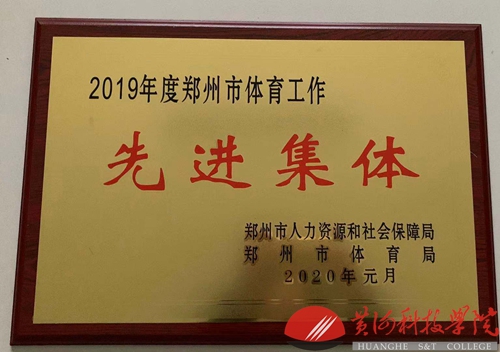 2019年度郑州市体育工作
先进集体
郑州市人力资源和社会保障局
郑州市体育局
2020年元月
黄河科技学院
HUANGHE S&T COLLEGE